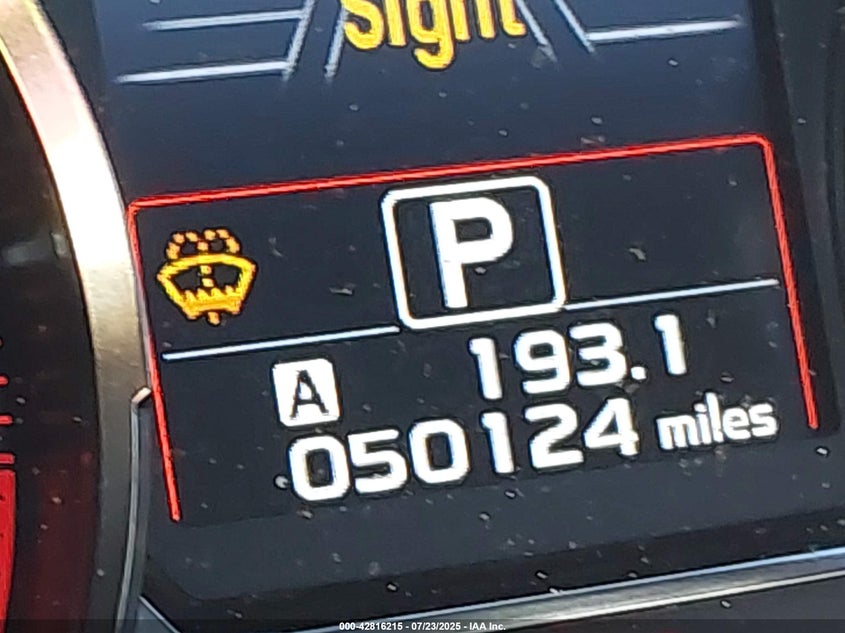 Sight
P
A 193.1
050124 miles
000-42816215 - 07/23/2025 - IAA Inc.